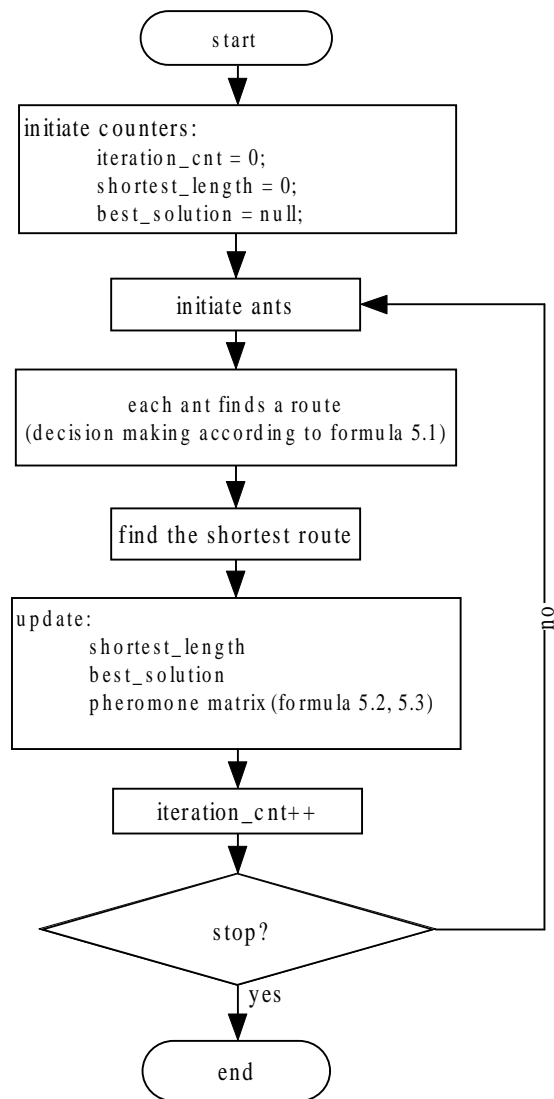 start
initiate counters:
iteration_cnt = 0;
shortest_length = 0;
best_solution = null;
initiate ants
each ant finds a route
(decision making according to formula 5.1)
find the shortest route
update:
shortest_length
best_solution
pheromone matrix (formula 5.2, 5.3)
iteration_cnt++
stop?
no
yes
end